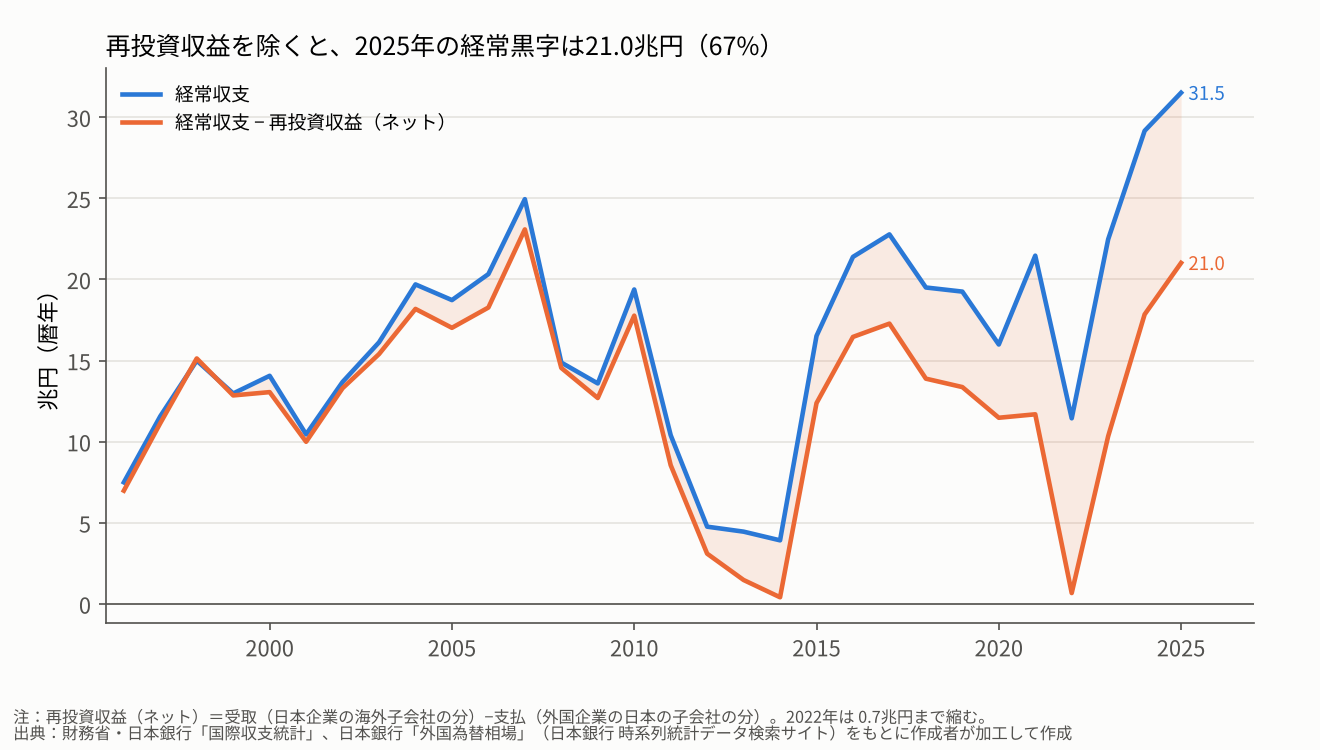 再投資収益を除くと、2025年の経常黒字は21.0兆円（67%）
経常収支
経常収支 − 再投資収益（ネット）
31.5
21.0
兆円（暦年）
30
25
20
15
10
5
0
2000
2005
2010
2015
2020
2025
注：再投資収益（ネット）＝受取（日本企業の海外子会社の分）−支払（外国企業の日本の子会社の分）。2022年は 0.7兆円まで縮む。
出典：財務省・日本銀行「国際収支統計」、日本銀行「外国為替相場」（日本銀行 時系列統計データ検索サイト）をもとに作成者が加工して作成